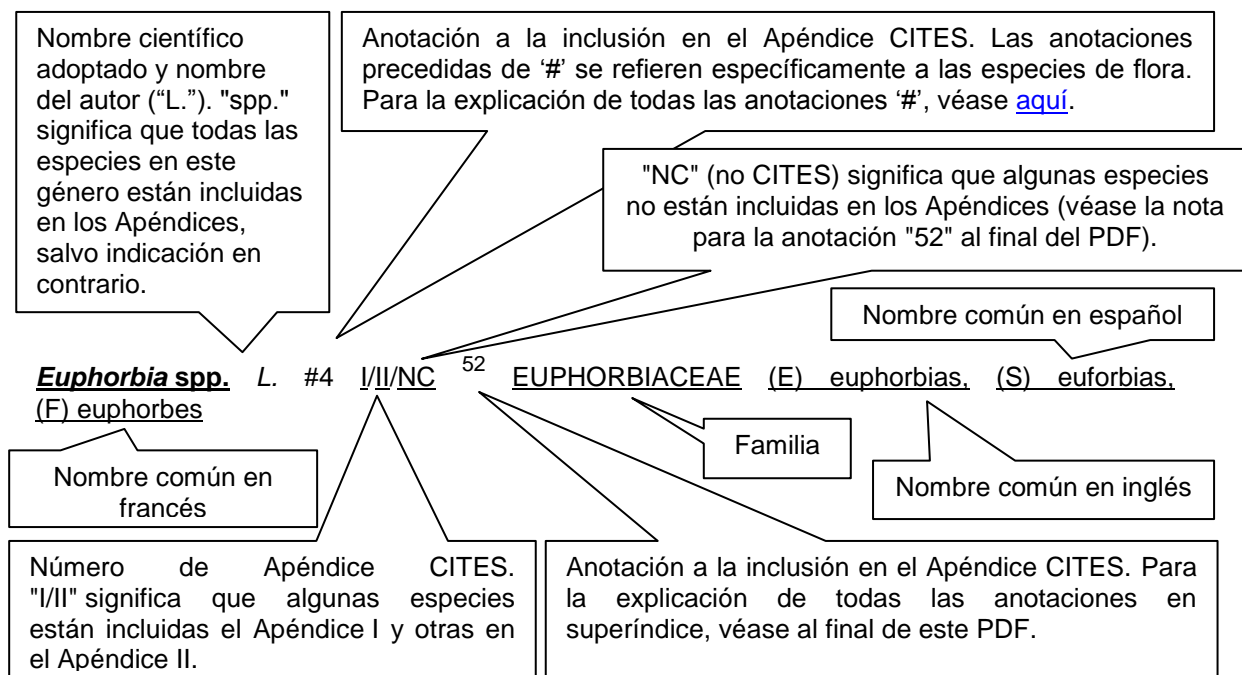 Nombre científico
adoptado y nombre
del autor (“L.”). "spp."
significa que todas las
especies en este
género están incluidas
en los Apéndices,
salvo indicación en
contrario.
Anotación a la inclusión en el Apéndice CITES. Las anotaciones
precedidas de ‘#’ se refieren específicamente a las especies de flora.
Para la explicación de todas las anotaciones ‘#’, véase aquí.
"NC" (no CITES) significa que algunas especies
no están incluidas en los Apéndices (véase la nota
para la anotación "52" al final del PDF).
Nombre común en español
Euphorbia spp. L. #4 I/II/NC 52 EUPHORBIACEAE (E) euphorbias, (S) euforbias,
(F) euphorbes
Familia
Nombre común en
francés
Nombre común en inglés
Número de Apéndice CITES.
"I/II" significa que algunas especies
están incluidas el Apéndice I y otras en
el Apéndice II.
Anotación a la inclusión en el Apéndice CITES. Para
la explicación de todas las anotaciones en
superíndice, véase al final de este PDF.